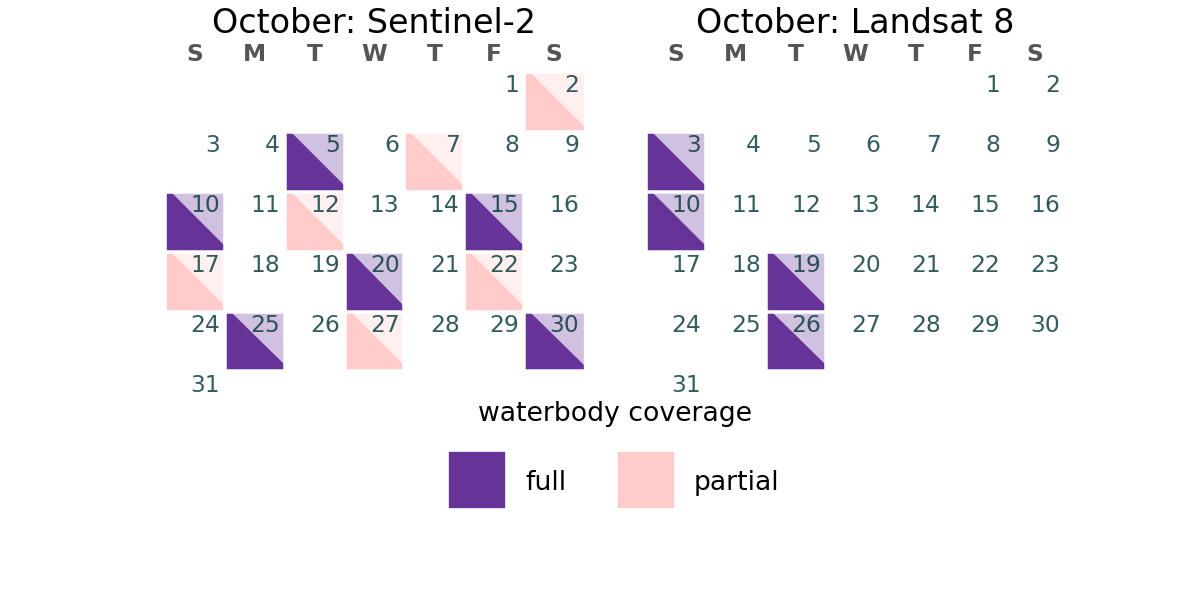 October: Sentinel-2
S M T W T F S
1 2
3 4 5 6 7 8 9
10 11 12 13 14 15 16
17 18 19 20 21 22 23
24 25 26 27 28 29 30
31
October: Landsat 8
S M T W T F S
1 2
3 4 5 6 7 8 9
10 11 12 13 14 15 16
17 18 19 20 21 22 23
24 25 26 27 28 29 30
31
waterbody coverage
full partial